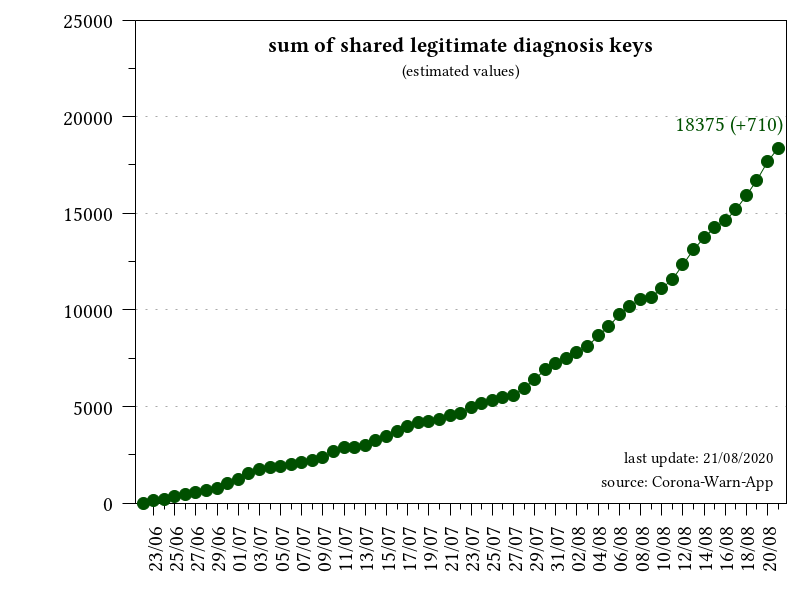 sum of shared legitimate diagnosis keys
(estimated values)
25000
20000
15000
10000
5000
0
18375 (+710)
last update: 21/08/2020
source: Corona-Warn-App
23/06 25/06 27/06 29/06 01/07 03/07 05/07 07/07 09/07 11/07 13/07 15/07 17/07 19/07 21/07 23/07 25/07 27/07 29/07 31/07 02/08 04/08 06/08 08/08 10/08 12/08 14/08 16/08 18/08 20/08